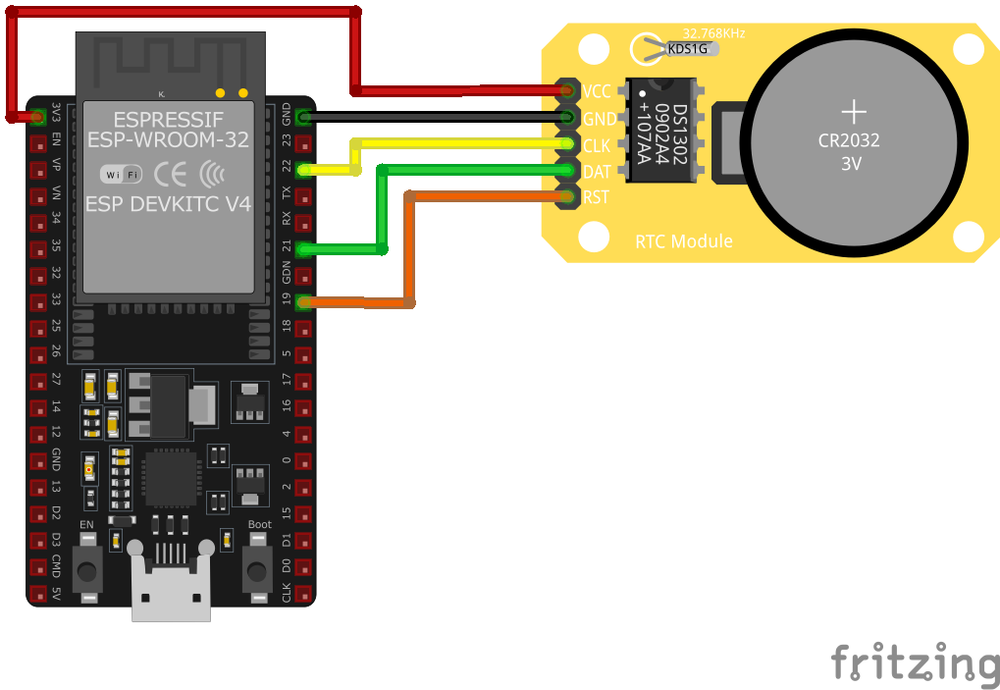 ESPRESSIF
ESP-WROOM-32
Wi Fi
CE
ESP DEVKITC V4
K.
3V3
EN
VP
VN
34
35
32
33
25
26
27
14
12
GND
13
D2
D3
CMD
5V
GND
23
22
TX
RX
21
GDN
19
18
5
17
16
4
0
2
15
D1
D0
CLK
EN
Boot
32.768KHz
KDS1G
VCC
GND
CLK
DAT
RST
DS1302
0902A4
+107AA
CR2032
3V
RTC Module
fritzing